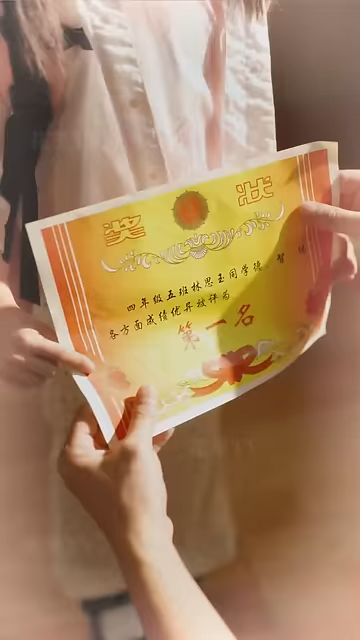 奖状
四年级五班林思玉同学德、智
各方面成绩优异被评为
第一名